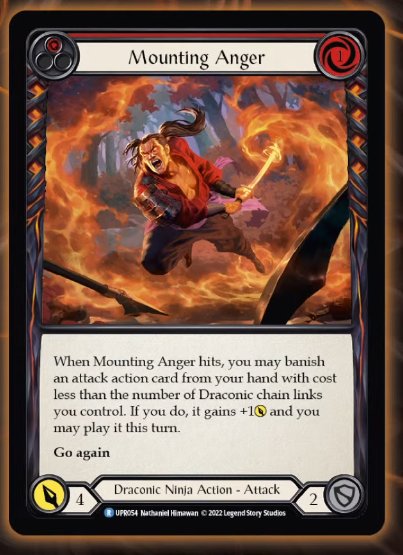 Mounting Anger
1
When Mounting Anger hits, you may banish
an attack action card from your hand with cost
less than the number of Draconic chain links
you control. If you do, it gains +1 and you
may play it this turn.
Go again
4
Draconic Ninja Action - Attack
2
R UPR054 Nathaniel Himawan © 2022 Legend Story Studios